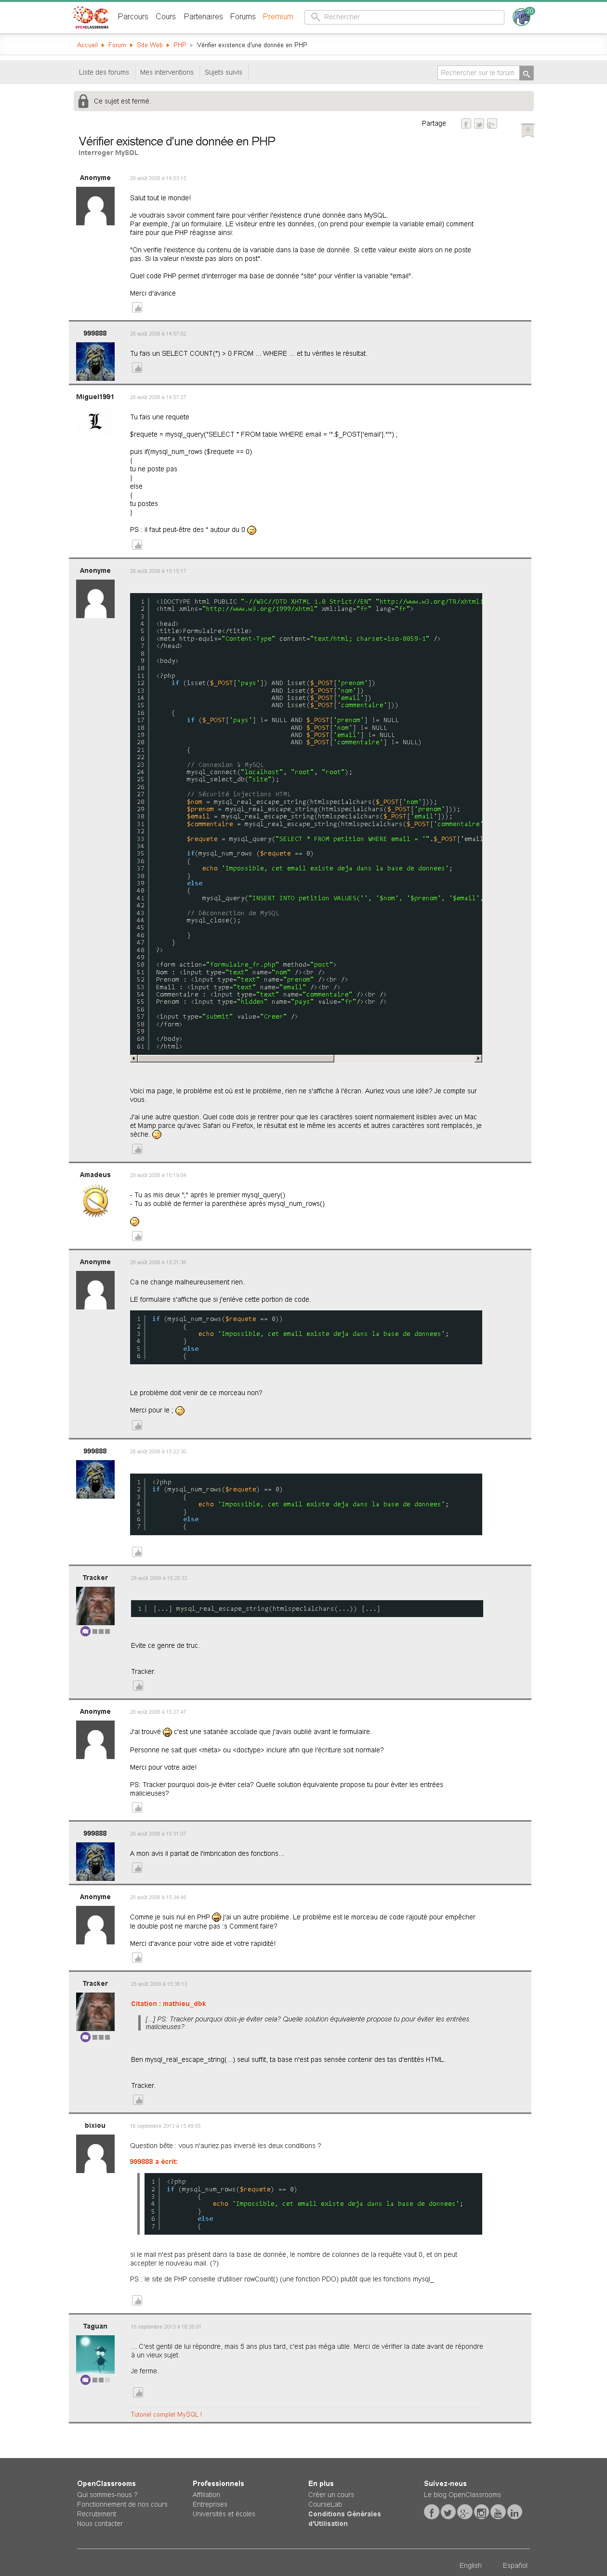 OPENCLASSROOMS
Parcours Cours Partenaires Forums Premium Rechercher
Accueil Forum Site Web PHP » Vérifier existence d'une donnée en PHP
Liste des forums Mes interventions Sujets suivis Rechercher sur le forum
Ce sujet est fermé.
Partage
Vérifier existence d'une donnée en PHP
Interroger MySQL
Anonyme
28 août 2008 à 14:53:15
Salut tout le monde!
Je voudrais savoir comment faire pour vérifier l'existence d'une donnée dans MySQL.
Par exemple, j'ai un formulaire. LE visiteur entre les données, (on prend pour exemple la variable email) comment
faire pour que PHP réagisse ainsi:
"On verifie l'existence du contenu de la variable dans la base de donnée. Si cette valeur existe alors on ne poste
pas. Si la valeur n'existe pas alors on post".
Quel code PHP permet d'interroger ma base de donnée "site" pour vérifier la variable "email".
Merci d'avance
999888
28 août 2008 à 14:57:02
Tu fais un SELECT COUNT(*) > 0 FROM ... WHERE ... et tu vérifies le résultat.
Miguel1991
28 août 2008 à 14:57:37
Tu fais une requete
$requete = mysql_query("SELECT * FROM table WHERE email = '".$_POST['email']."'") ;
puis if(mysql_num_rows ($requete == 0)
{
tu ne poste pas
}
else
{
tu postes
}
PS : il faut peut-être des " autour du 0
Anonyme
28 août 2008 à 15:15:17
1 <!DOCTYPE html PUBLIC "-//W3C//DTD XHTML 1.0 Strict//EN" "http://www.w3.org/TR/xhtml1
2 <html xmlns="http://www.w3.org/1999/xhtml" xml:lang="fr" lang="fr">
3
4 <head>
5 <title>Formulaire</title>
6 <meta http-equiv="Content-Type" content="text/html; charset=iso-8859-1" />
7 </head>
8
9 <body>
10
11 <?php
12 if (isset($_POST['pays']) AND isset($_POST['prenom'])
13 AND isset($_POST['nom'])
14 AND isset($_POST['email'])
15 AND isset($_POST['commentaire']))
16 {
17 if ($_POST['pays'] != NULL AND $_POST['prenom'] != NULL
18 AND $_POST['nom'] != NULL
19 AND $_POST['email'] != NULL
20 AND $_POST['commentaire'] != NULL)
21 {
22
23 // Connexion à MySQL
24 mysql_connect("localhost", "root", "root");
25 mysql_select_db("site");
26
27 // Sécurité injections HTML
28 $nom = mysql_real_escape_string(htmlspecialchars($_POST['nom']));
29 $prenom = mysql_real_escape_string(htmlspecialchars($_POST['prenom']));
30 $email = mysql_real_escape_string(htmlspecialchars($_POST['email']));
31 $commentaire = mysql_real_escape_string(htmlspecialchars($_POST['commentaire'
32
33 $requete = mysql_query("SELECT * FROM petition WHERE email = '".$_POST['email
34
35 if(mysql_num_rows ($requete == 0)
36 {
37 echo 'Impossible, cet email existe deja dans la base de donnees';
38 }
39 else
40 {
41 mysql_query("INSERT INTO petition VALUES('', '$nom', '$prenom', '$email',
42
43 // Déconnection de MySQL
44 mysql_close();
45
46 }
47 }
48 ?>
49
50 <form action="formulaire_fr.php" method="post">
51 Nom : <input type="text" name="nom" /><br />
52 Prenom : <input type="text" name="prenom" /><br />
53 Email : <input type="text" name="email" /><br />
54 Commentaire : <input type="text" name="commentaire" /><br />
55 Prenom : <input type="hidden" name="pays" value="fr"/><br />
56
57 <input type="submit" value="Creer" />
58 </form>
59
60 </body>
61 </html>
Voici ma page, le problème est où est le problème, rien ne s'affiche à l'écran. Auriez vous une idée? Je compte sur
vous.
J'ai une autre question. Quel code dois je rentrer pour que les caractères soient normalement lisibles avec un Mac
et Mamp parce qu'avec Safari ou Firefox, le résultat est le même les accents et autres caractères sont remplacés, je
sèche.
Amadeus
28 août 2008 à 15:19:04
- Tu as mis deux ";" après le premier mysql_query()
- Tu as oublié de fermer la parenthèse après mysql_num_rows()
Anonyme
28 août 2008 à 15:21:36
Ca ne change malheureusement rien.
LE formulaire s'affiche que si j'enlève cette portion de code.
1 if (mysql_num_rows($requete == 0))
2 {
3 echo 'Impossible, cet email existe deja dans la base de donnees';
4 }
5 else
6 {
Le problème doit venir de ce morceau non?
Merci pour le ;
999888
28 août 2008 à 15:22:30
1 <?php
2 if (mysql_num_rows($requete) == 0)
3 {
4 echo 'Impossible, cet email existe deja dans la base de donnees';
5 }
6 else
7 {
Tracker
28 août 2008 à 15:25:33
1 [...] mysql_real_escape_string(htmlspecialchars(...)) [...]
Evite ce genre de truc.
Tracker.
Anonyme
28 août 2008 à 15:27:47
J'ai trouvé c'est une satanée accolade que j'avais oublié avant le formulaire.
Personne ne sait quel <meta> ou <doctype> inclure afin que l'écriture soit normale?
Merci pour votre aide!
PS: Tracker pourquoi dois-je éviter cela? Quelle solution équivalente propose tu pour éviter les entrées
malicieuses?
999888
28 août 2008 à 15:31:07
A mon avis il parlait de l'imbrication des fonctions...
Anonyme
28 août 2008 à 15:34:46
Comme je suis nul en PHP j'ai un autre problème. Le problème est le morceau de code rajouté pour empêcher
le double post ne marche pas :s Comment faire?
Merci d'avance pour votre aide et votre rapidité!
Tracker
28 août 2008 à 15:36:13
Citation : mathieu_dbk
[...] PS: Tracker pourquoi dois-je éviter cela? Quelle solution équivalente propose tu pour éviter les entrées
malicieuses?
Ben mysql_real_escape_string(...) seul suffit, ta base n'est pas sensée contenir des tas d'entités HTML.
Tracker.
bixiou
16 septembre 2013 à 15:49:55
Question bête : vous n'auriez pas inversé les deux conditions ?
999888 a écrit:
1 <?php
2 if (mysql_num_rows($requete) == 0)
3 {
4 echo 'Impossible, cet email existe deja dans la base de donnees';
5 }
6 else
7 {
si le mail n'est pas présent dans la base de donnée, le nombre de colonnes de la requête vaut 0, et on peut
accepter le nouveau mail. (?)
PS : le site de PHP conseille d'utiliser rowCount() (une fonction PDO) plutôt que les fonctions mysql_
Taguan
16 septembre 2013 à 16:26:01
... C'est gentil de lui répondre, mais 5 ans plus tard, c'est pas méga utile. Merci de vérifier la date avant de répondre
à un vieux sujet.
Je ferme.
Tutoriel complet MySQL !
OpenClassrooms Professionnels En plus Suivez-nous
Qui sommes-nous ? Affiliation Créer un cours Le blog OpenClassrooms
Fonctionnement de nos cours Entreprises CourseLab
Recrutement Universités et écoles Conditions Générales
Nous contacter d'Utilisation
English Español